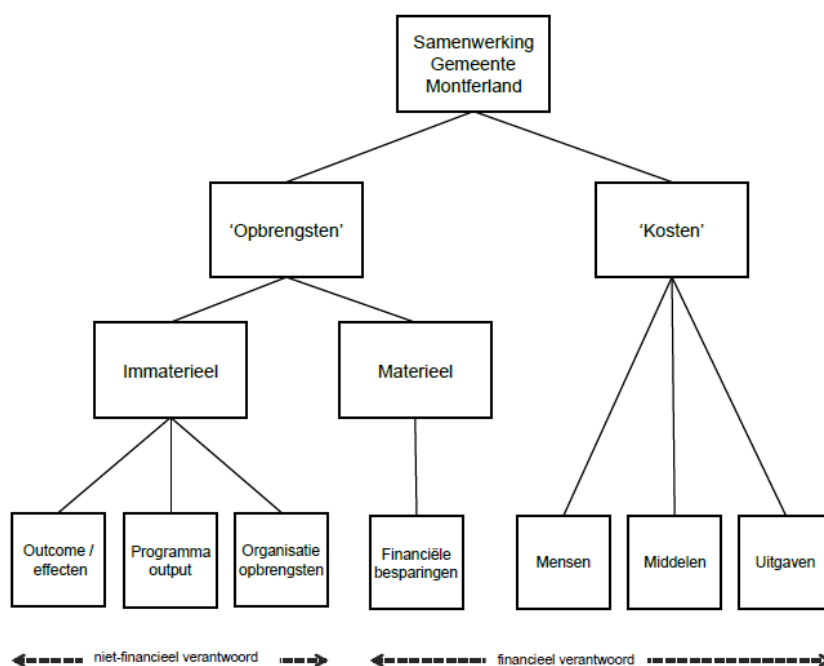 Samenwerking
Gemeente
Montferland
‘Opbrengsten’
‘Kosten’
Immaterieel
Materieel
Outcome /
effecten
Programma
output
Organisatie
opbrengsten
Financiële
besparingen
Mensen
Middelen
Uitgaven
niet-financieel verantwoord
financieel verantwoord